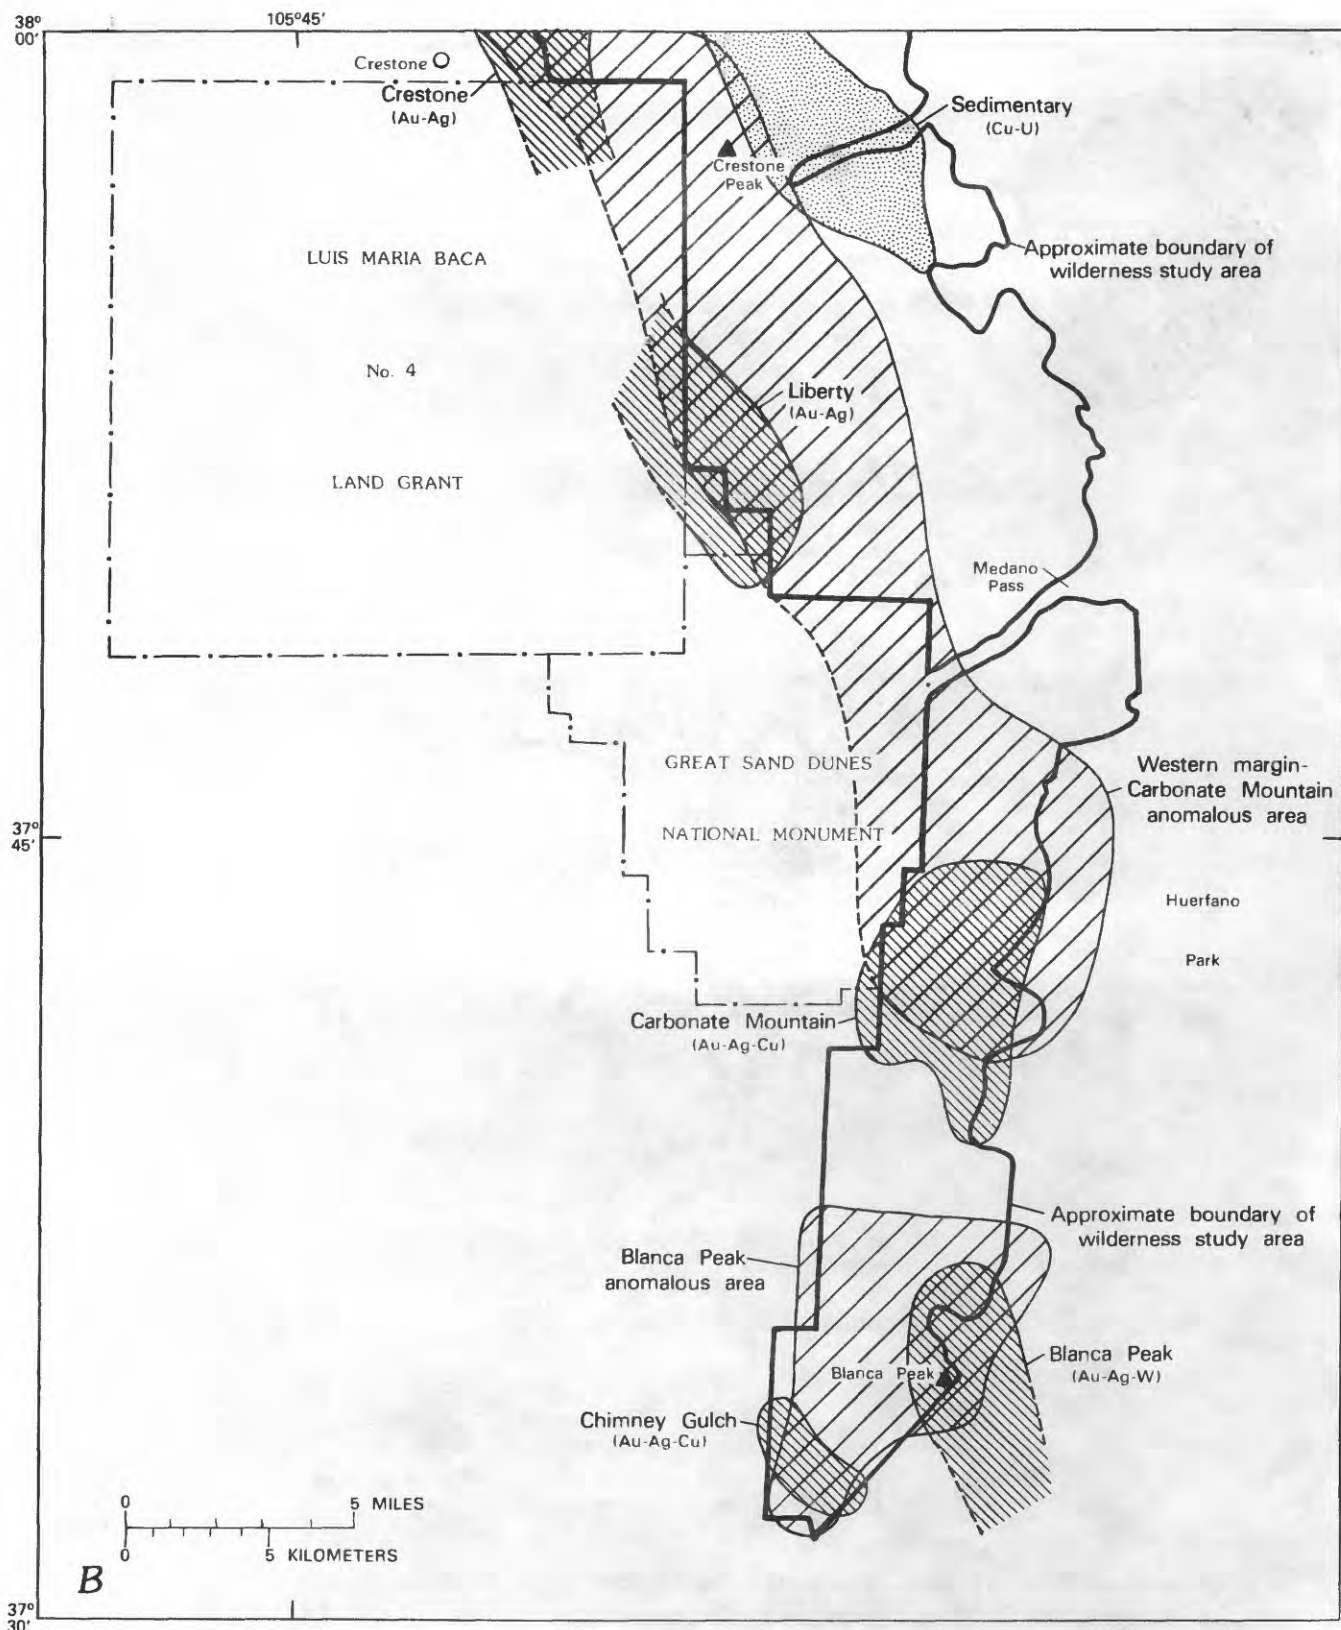 38°
00'
105°45'
Crestone
Crestone
(Au-Ag)
Sedimentary
(Cu-U)
Crestone
Peak
Approximate boundary of
wilderness study area
LUIS MARIA BACA
No. 4
LAND GRANT
Liberty
(Au-Ag)
Medano
Pass
GREAT SAND DUNES
NATIONAL MONUMENT
Western margin-
Carbonate Mountain
anomalous area
37°
45'
Huerfano
Park
Carbonate Mountain
(Au-Ag-Cu)
Approximate boundary of
wilderness study area
Blanca Peak
anomalous area
Blanca Peak
Blanca Peak
(Au-Ag-W)
Chimney Gulch
(Au-Ag-Cu)
0 5 MILES
0 5 KILOMETERS
B
37°
30'